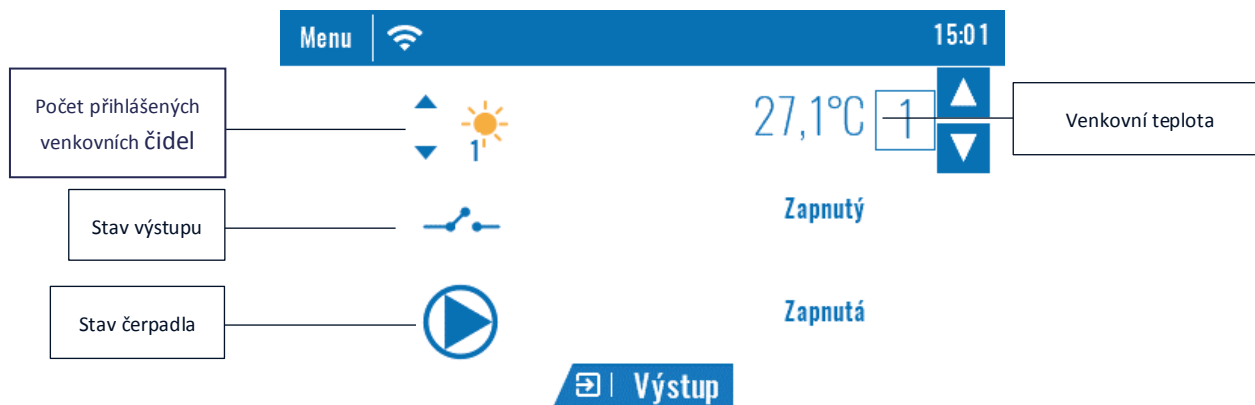 Menu 15:01
Počet přihlášených
venkovních čidel
1
27,1°C 1
Venkovní teplota
Stav výstupu
Zapnutý
Stav čerpadla
Zapnutá
Výstup